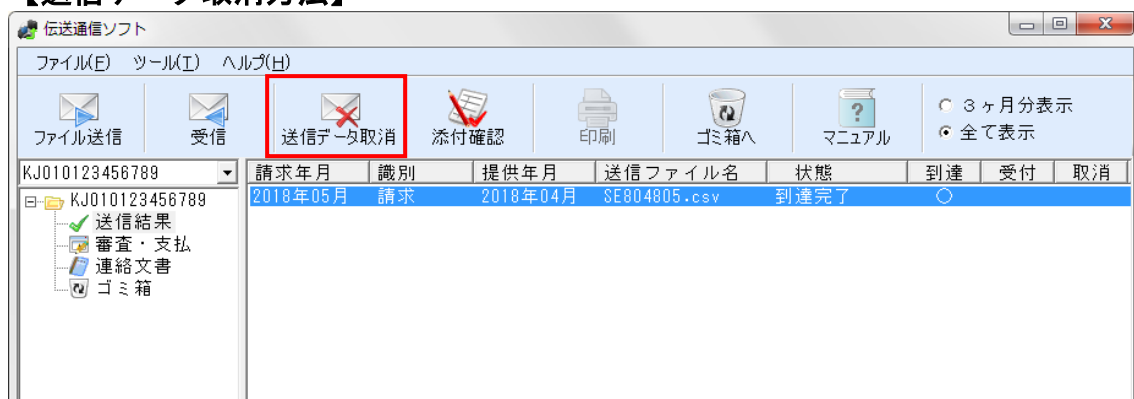 【送信データ取消方法】
伝送通信ソフト
ファイル(F) ツール(T) ヘルプ(H)
ファイル送信 受信 送信データ取消 添付確認 印刷 ゴミ箱へ マニュアル
3ヶ月分表示
全て表示
KJ010123456789
請求年月 識別 提供年月 送信ファイル名 状態 到達 受付 取消
2018年05月 請求 2018年04月 SE804805.csv 到達完了 ○
KJ010123456789
送信結果
審査・支払
連絡文書
ゴミ箱